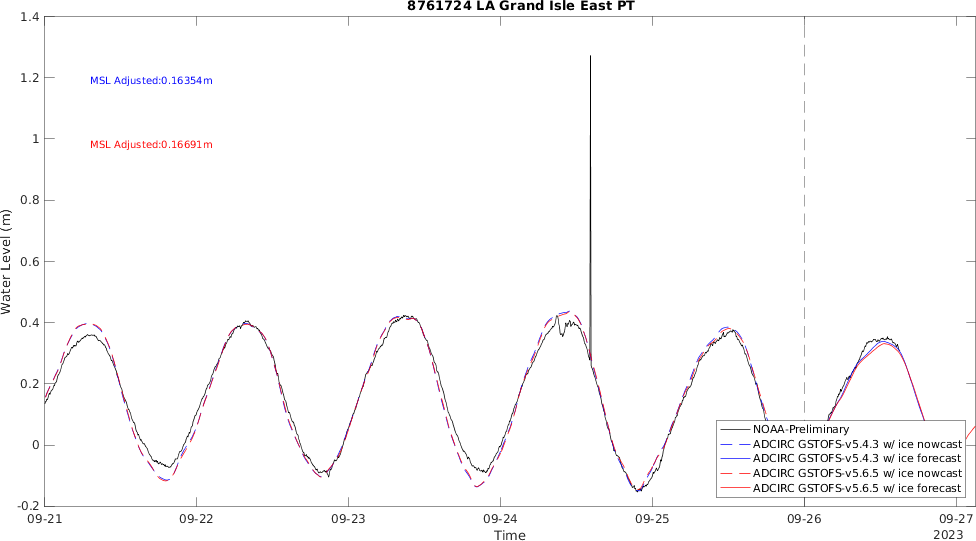 8761724 LA Grand Isle East PT
1.4
1.2
1
0.8
0.6
0.4
0.2
0
-0.2
Water Level (m)
MSL Adjusted:0.16354m
MSL Adjusted:0.16691m
NOAA-Preliminary
ADCIRC GSTOFS-v5.4.3 w/ ice nowcast
ADCIRC GSTOFS-v5.4.3 w/ ice forecast
ADCIRC GSTOFS-v5.6.5 w/ ice nowcast
ADCIRC GSTOFS-v5.6.5 w/ ice forecast
09-21 09-22 09-23 09-24 09-25 09-26 09-27
Time
2023